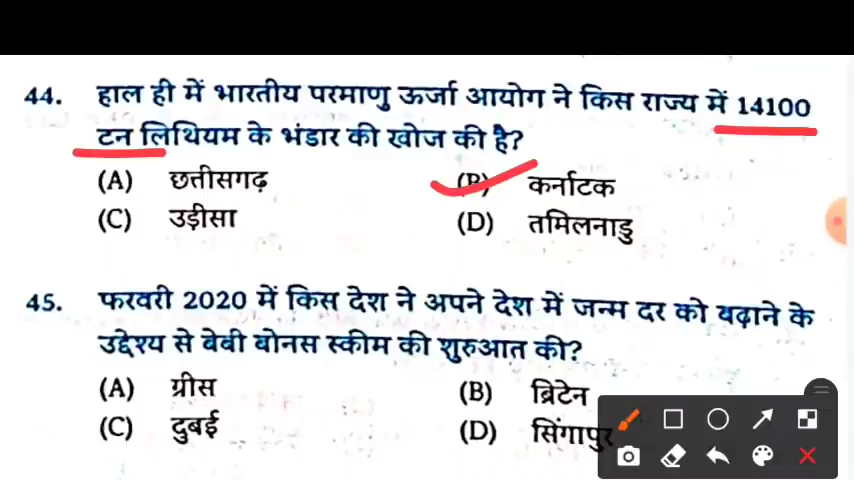 44. हाल ही में भारतीय परमाणु ऊर्जा आयोग ने किस राज्य में 14100
टन लिथियम के भंडार की खोज की है?
(A) छत्तीसगढ़ (B) कर्नाटक
(C) उड़ीसा (D) तमिलनाडु
45. फरवरी 2020 में किस देश ने अपने देश में जन्म दर को बढ़ाने के
उद्देश्य से बेबी बोनस स्कीम की शुरुआत की?
(A) ग्रीस (B) ब्रिटेन
(C) दुबई (D) सिंगापुर